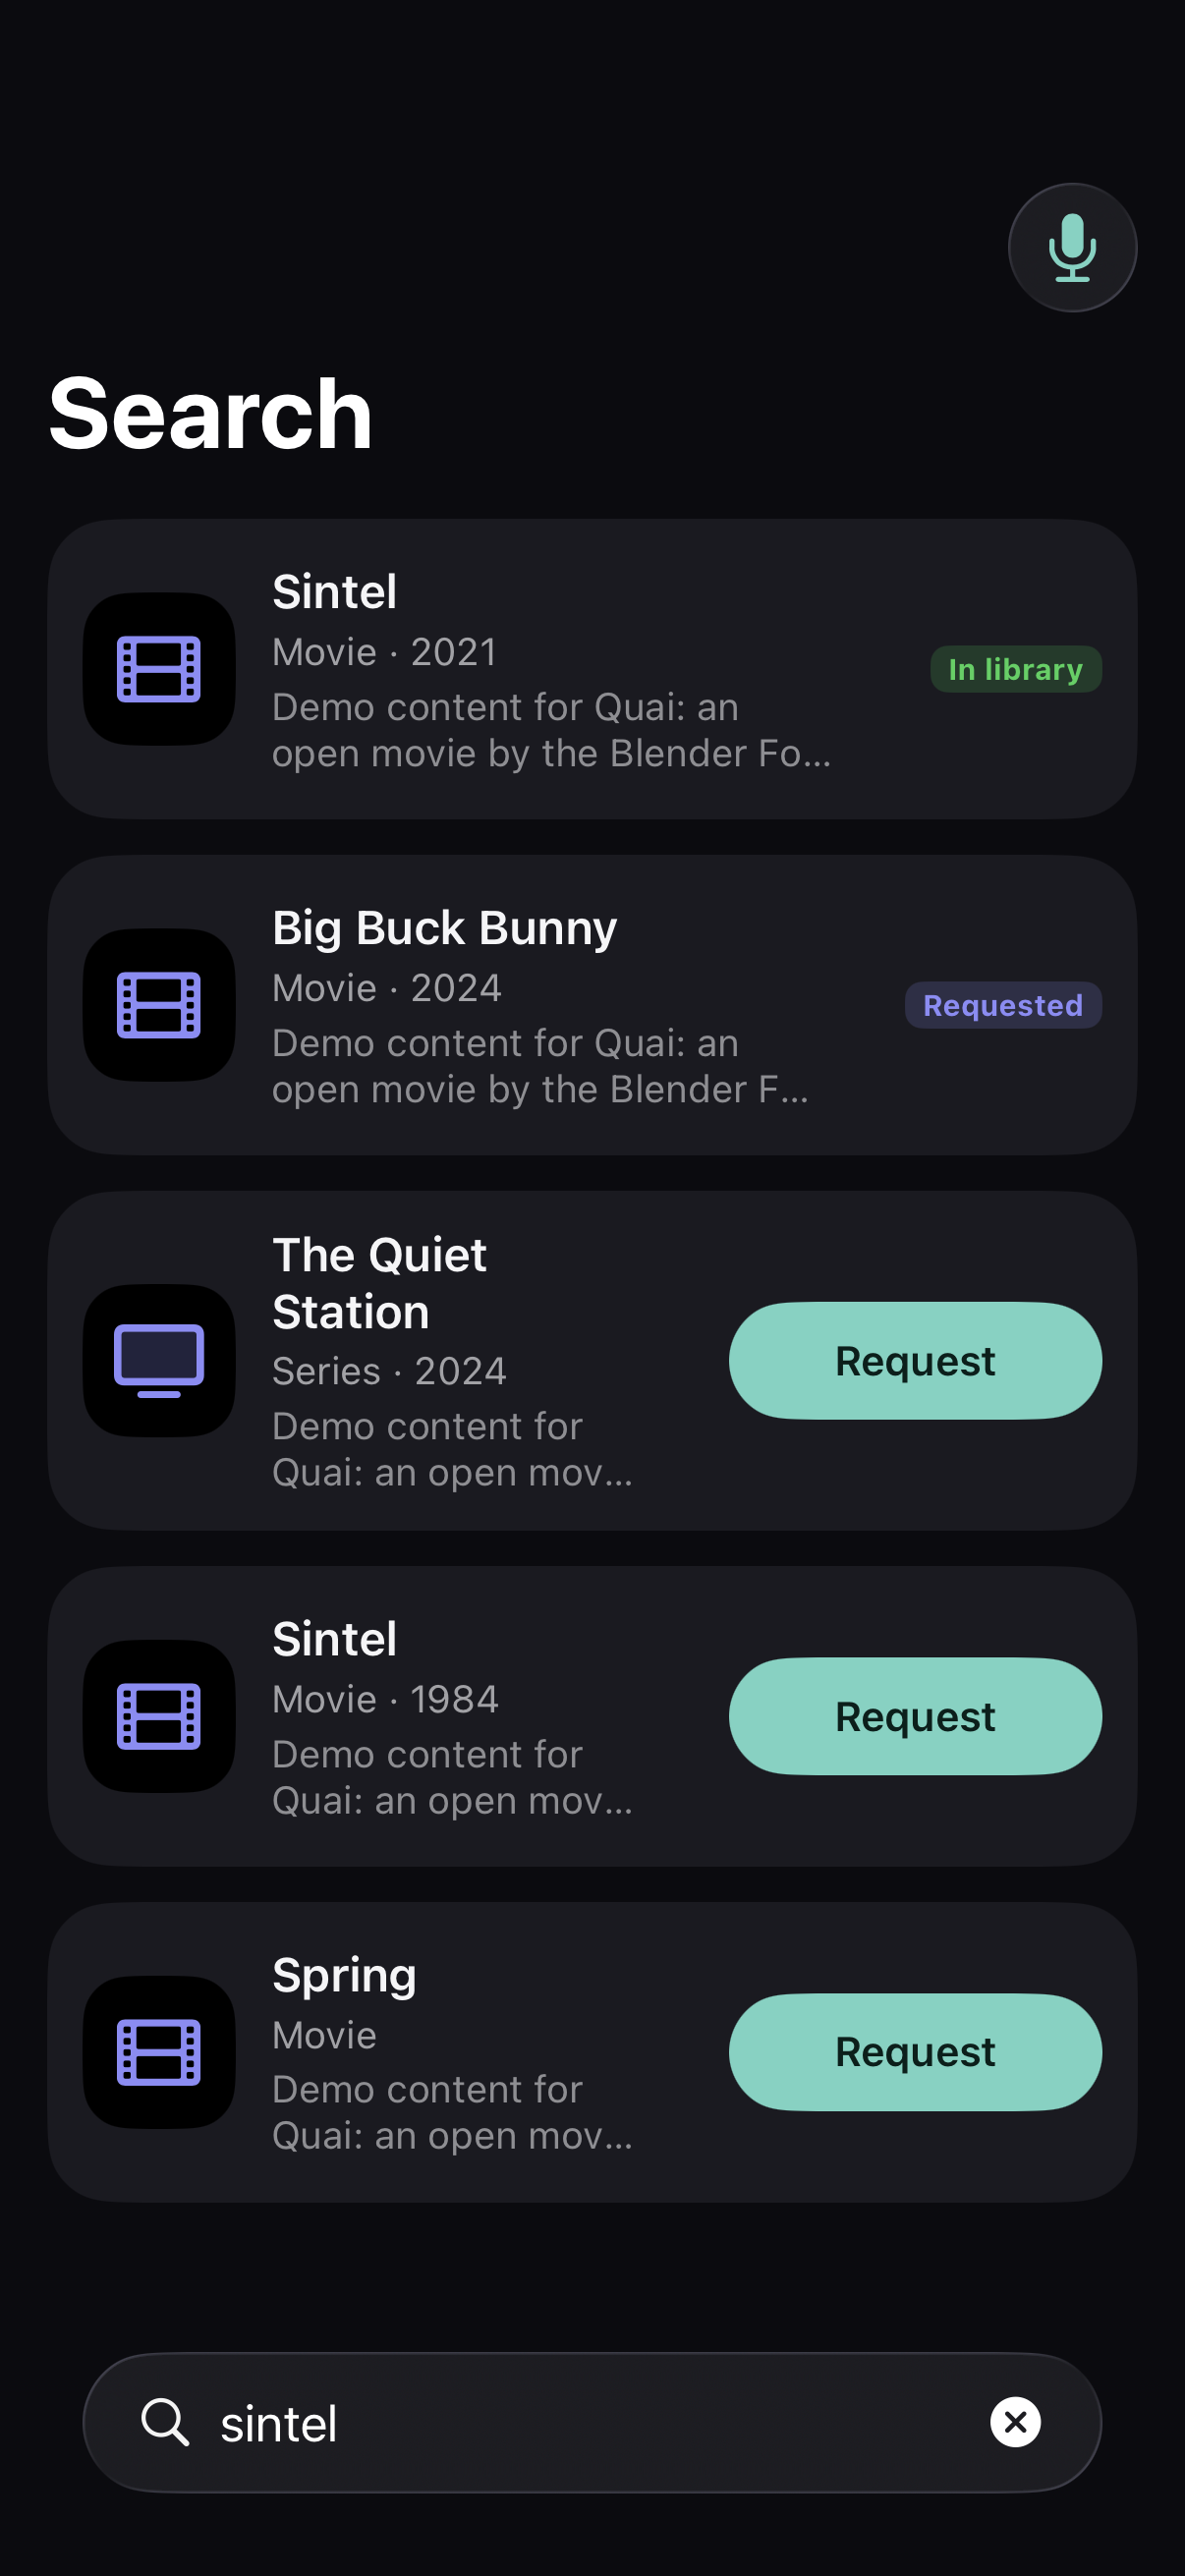 Search
Sintel
Movie · 2021
Demo content for Quai: an
open movie by the Blender Fo...
In library
Big Buck Bunny
Movie · 2024
Demo content for Quai: an
open movie by the Blender F...
Requested
The Quiet
Station
Series · 2024
Demo content for
Quai: an open mov...
Request
Sintel
Movie · 1984
Demo content for
Quai: an open mov...
Request
Spring
Movie
Demo content for
Quai: an open mov...
Request
sintel